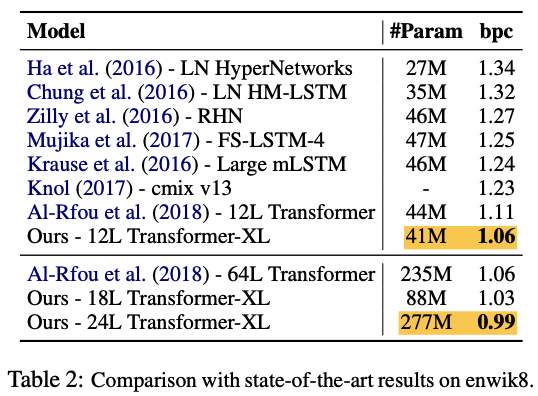 Model #Param bpc
Ha et al. (2016) - LN HyperNetworks 27M 1.34
Chung et al. (2016) - LN HM-LSTM 35M 1.32
Zilly et al. (2016) - RHN 46M 1.27
Mujika et al. (2017) - FS-LSTM-4 47M 1.25
Krause et al. (2016) - Large mLSTM 46M 1.24
Knol (2017) - cmix v13 - 1.23
Al-Rfou et al. (2018) - 12L Transformer 44M 1.11
Ours - 12L Transformer-XL 41M 1.06
Al-Rfou et al. (2018) - 64L Transformer 235M 1.06
Ours - 18L Transformer-XL 88M 1.03
Ours - 24L Transformer-XL 277M 0.99
Table 2: Comparison with state-of-the-art results on enwik8.